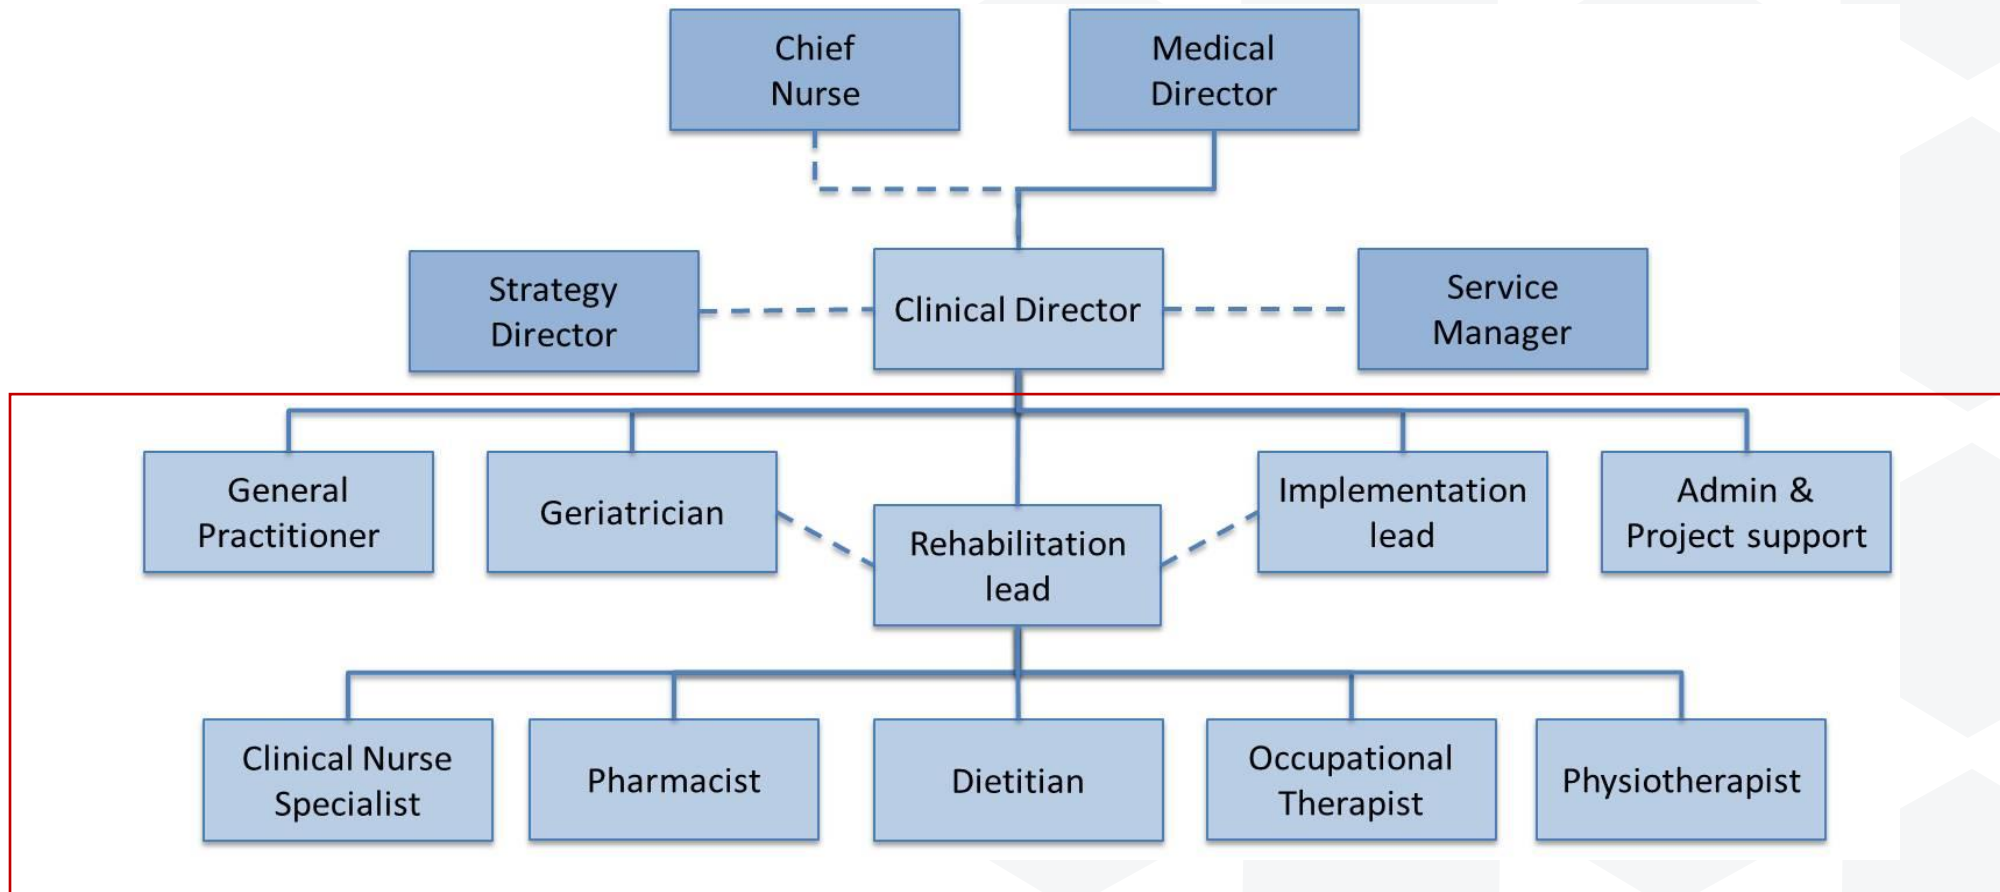 Chief
Nurse
Medical
Director
Strategy
Director
Clinical Director
Service
Manager
General
Practitioner
Geriatrician
Rehabilitation
lead
Implementation
lead
Admin &
Project support
Clinical Nurse
Specialist
Pharmacist
Dietitian
Occupational
Therapist
Physiotherapist